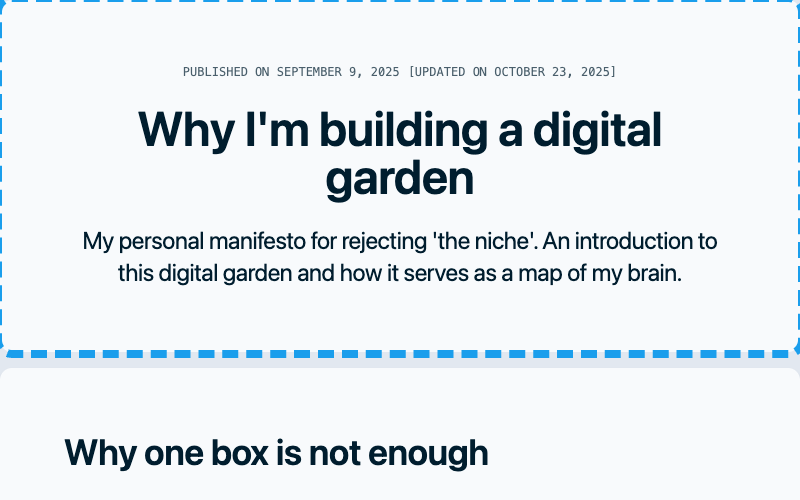 PUBLISHED ON SEPTEMBER 9, 2025 [UPDATED ON OCTOBER 23, 2025]
Why I'm building a digital
garden
My personal manifesto for rejecting 'the niche'. An introduction to
this digital garden and how it serves as a map of my brain.
Why one box is not enough